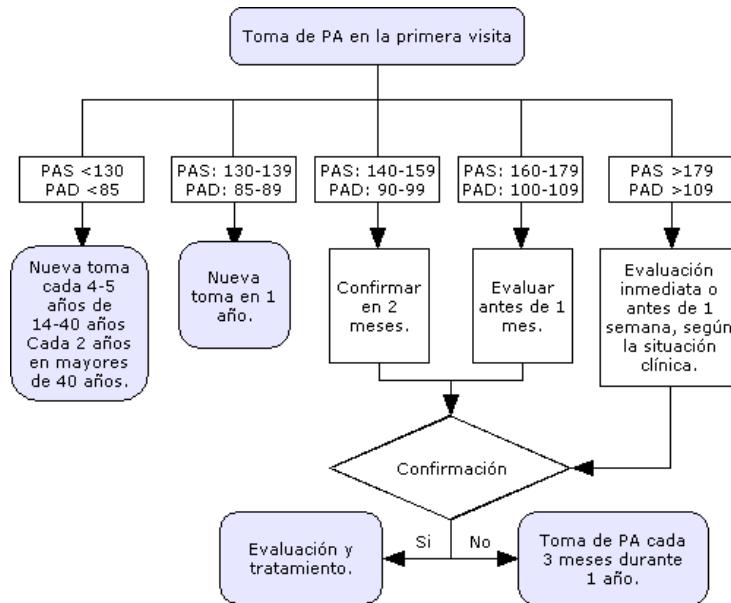 Toma de PA en la primera visita
PAS <130
PAD <85
PAS: 130-139
PAD: 85-89
PAS: 140-159
PAD: 90-99
PAS: 160-179
PAD: 100-109
PAS >179
PAD >109
Nueva toma
cada 4-5
años de
14-40 años
Cada 2 años
en mayores
de 40 años.
Nueva
toma en 1
año.
Confirmar
en 2
meses.
Evaluar
antes de 1
mes.
Evaluación
inmediata o
antes de 1
semana, según
la situación
clínica.
Confirmación
Si
No
Evaluación y
tratamiento.
Toma de PA cada
3 meses durante
1 año.